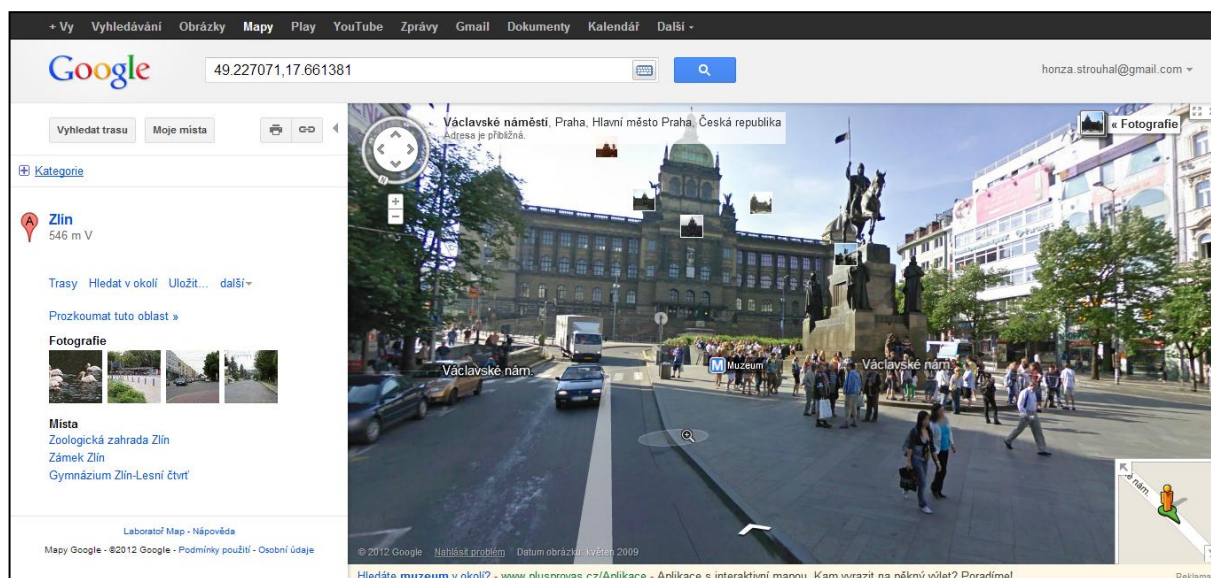 + Vy Vyhledávání Obrázky Mapy Play YouTube Zprávy Gmail Dokumenty Kalendář Další
Google
49.227071,17.661381
honza.strouhal@gmail.com
Vyhledat trasu Moje místa
Kategorie
A
Zlín
546 m V
Trasy Hledat v okolí Uložit... další
Prozkoumat tuto oblast »
Fotografie
Místa
Zoologická zahrada Zlín
Zámek Zlín
Gymnázium Zlín-Lesní čtvrť
Laboratoř Map - Nápověda
Mapy Google - ©2012 Google - Podmínky použití - Osobní údaje
Václavské náměstí, Praha, Hlavní město Praha, Česká republika
Adresa je přibližná.
« Fotografie
N
Václavské nám.
M Muzeum
Václavské nám.
é nám.
© 2012 Google Nahlásit problém Datum obrázku: květen 2009
Hledáte muzeum v okolí? - www.plusprovas.cz/Aplikace - Aplikace s interaktivní mapou. Kam vyrazit na pěkný výlet? Poradíme!
Reklama